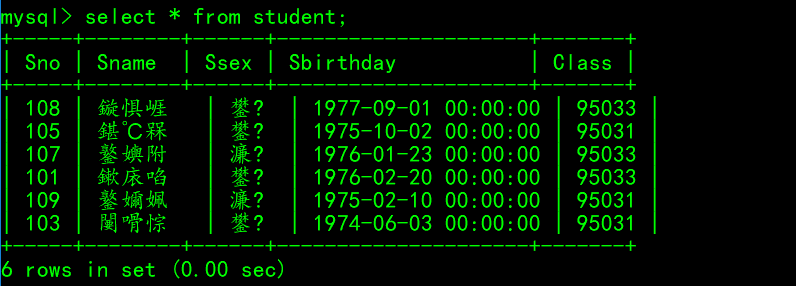 mysql> select * from student;
+-----+--------+------+---------------------+-------+
| Sno | Sname | Ssex | Sbirthday | Class |
+-----+--------+------+---------------------+-------+
| 108 | 鏇惧崕 | 鐢? | 1977-09-01 00:00:00 | 95033 |
| 105 | 鍖℃槑 | 鐢? | 1975-10-02 00:00:00 | 95031 |
| 107 | 鐜嬩附 | 濂? | 1976-01-23 00:00:00 | 95033 |
| 101 | 鏉庡啗 | 鐢? | 1976-02-20 00:00:00 | 95033 |
| 109 | 鐜嬭姵 | 濂? | 1975-02-10 00:00:00 | 95031 |
| 103 | 闄嗗悰 | 鐢? | 1974-06-03 00:00:00 | 95031 |
+-----+--------+------+---------------------+-------+
6 rows in set (0.00 sec)